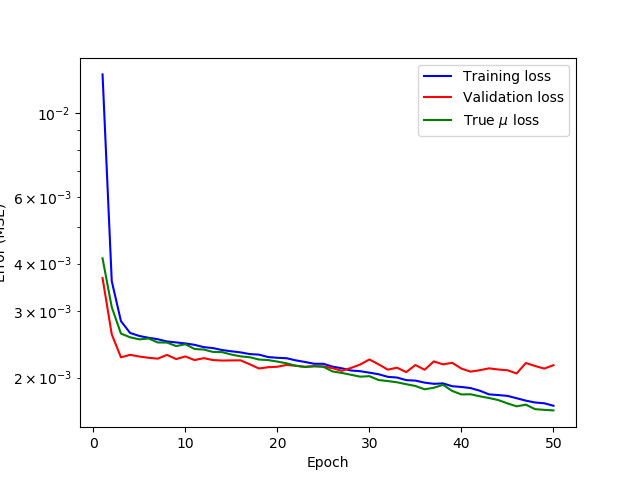 Training loss
Validation loss
True μ loss
10⁻²
6 × 10⁻³
4 × 10⁻³
3 × 10⁻³
2 × 10⁻³
(MSE)
0 10 20 30 40 50
Epoch